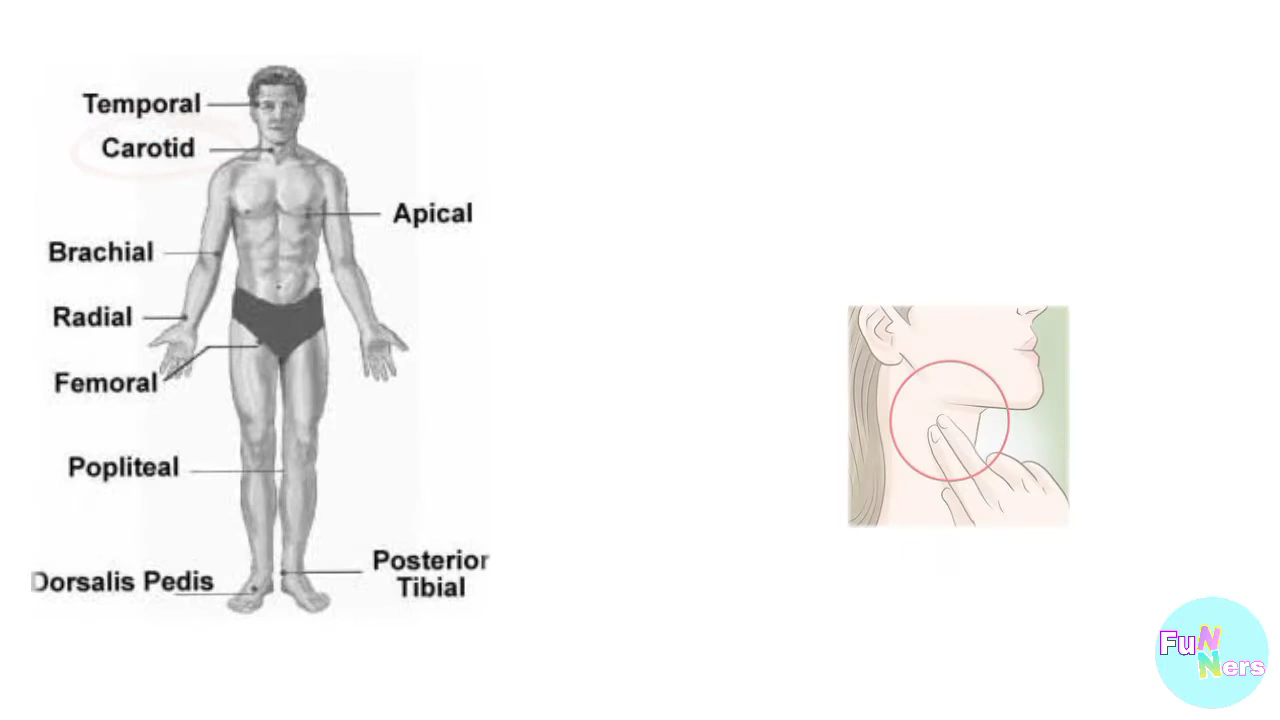 Temporal
Carotid
Apical
Brachial
Radial
Femoral
Popliteal
Posterior
Tibial
Dorsalis Pedis
FuN
Ners